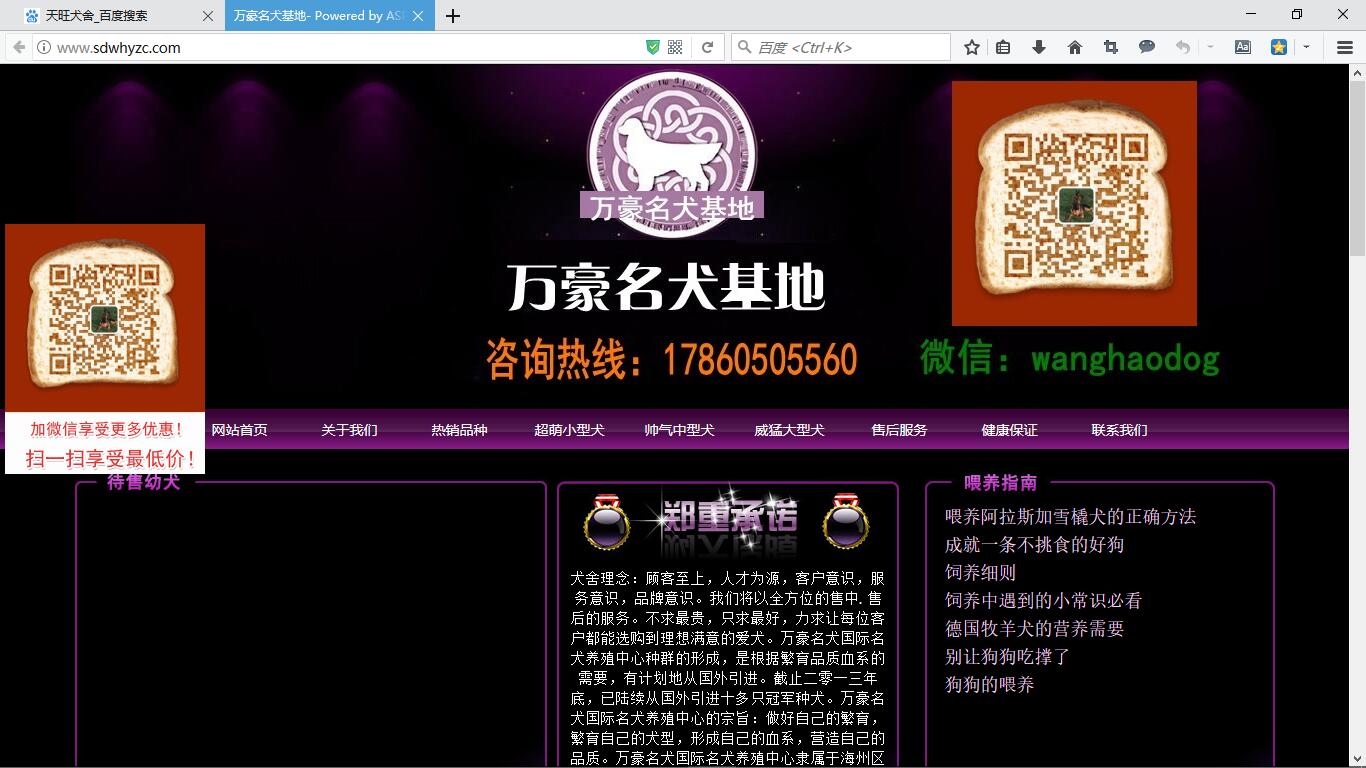 天旺犬舍_百度搜索
万豪名犬基地- Powered by AS
www.sdwhyzc.com
百度 <Ctrl+K>
万豪名犬基地
万豪名犬基地
咨询热线：17860505560
微信：wanghaodog
加微信享受更多优惠！
扫一扫享受最低价！
网站首页 关于我们 热销品种 超萌小型犬 帅气中型犬 威猛大型犬 售后服务 健康保证 联系我们
待售幼犬
郑重承诺
犬舍理念：顾客至上，人才为源，客户意识，服
务意识，品牌意识。我们将以全方位的售中.售
后的服务。不求最贵，只求最好，力求让每位客
户都能选购到理想满意的爱犬。万豪名犬国际名
犬养殖中心种群的形成，是根据繁育品质血系的
需要，有计划地从国外引进。截止二零一三年
底，已陆续从国外引进十多只冠军种犬。万豪名
犬国际名犬养殖中心的宗旨：做好自己的繁育，
繁育自己的犬型，形成自己的血系，营造自己的
品质。万豪名犬国际名犬养殖中心隶属于海州区
喂养指南
喂养阿拉斯加雪橇犬的正确方法
成就一条不挑食的好狗
饲养细则
饲养中遇到的小常识必看
德国牧羊犬的营养需要
别让狗狗吃撑了
狗狗的喂养